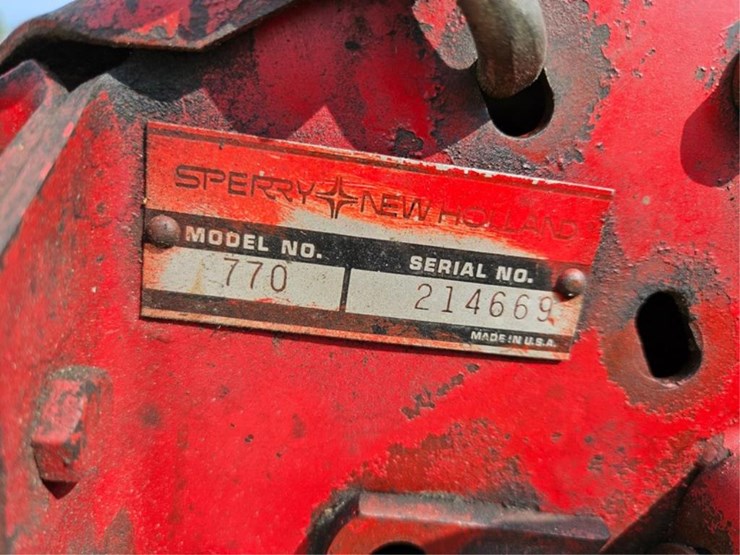 SPERRY NEW HOLLAND
MODEL NO. SERIAL NO.
770 214669
MADE IN U.S.A.